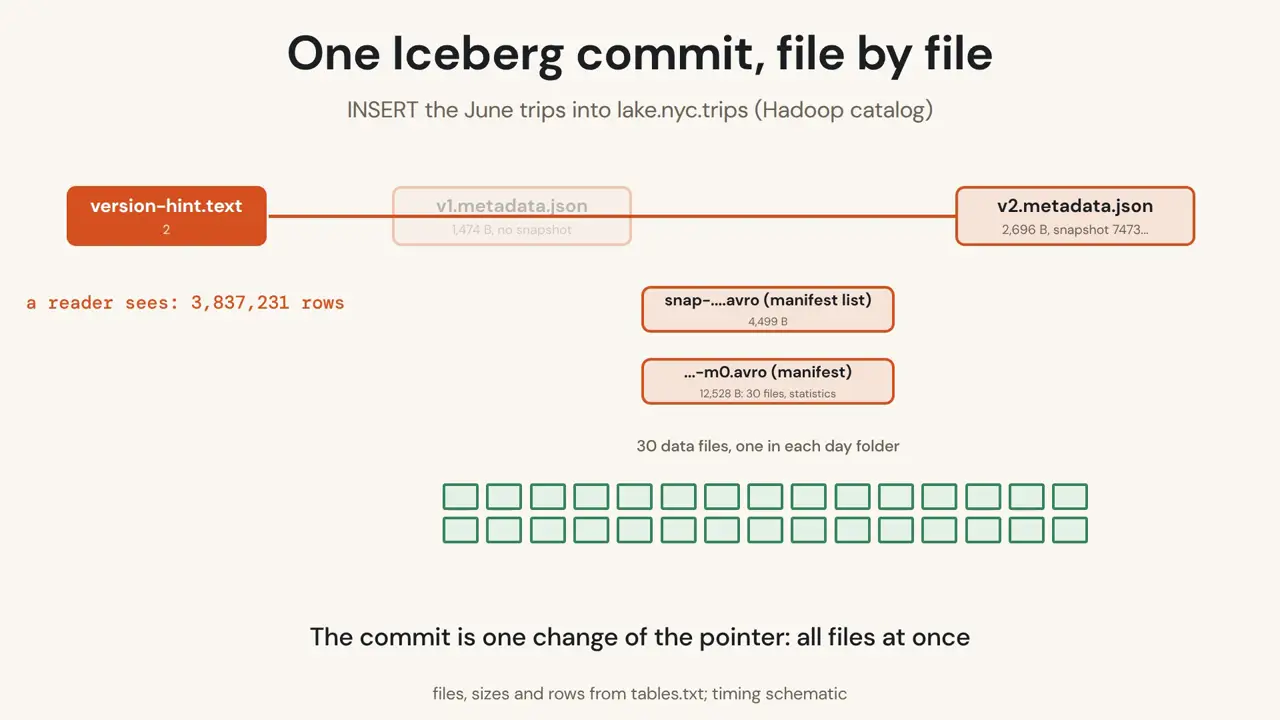 One Iceberg commit, file by file
INSERT the June trips into lake.nyc.trips (Hadoop catalog)
version-hint.text
2
v1.metadata.json
1,474 B, no snapshot
v2.metadata.json
2,696 B, snapshot 7473...
a reader sees: 3,837,231 rows
snap-....avro (manifest list)
4,499 B
...-m0.avro (manifest)
12,528 B: 30 files, statistics
30 data files, one in each day folder
The commit is one change of the pointer: all files at once
files, sizes and rows from tables.txt; timing schematic